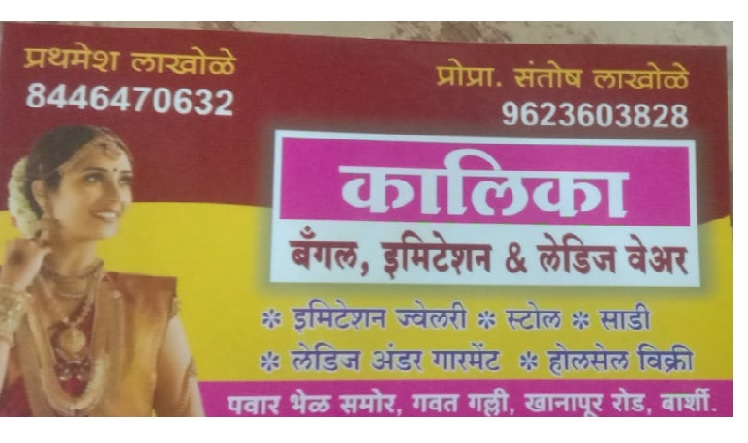 प्रथमेश लाखोळे
8446470632
प्रोप्रा. संतोष लाखोळे
9623603828
कालिका
बँगल, इमिटेशन & लेडिज वेअर
* इमिटेशन ज्वेलरी * स्टोल * साडी
* लेडिज अंडर गारमेंट * होलसेल विक्री
पवार भेळ समोर, गवत गल्ली, खानापूर रोड, बार्शी.